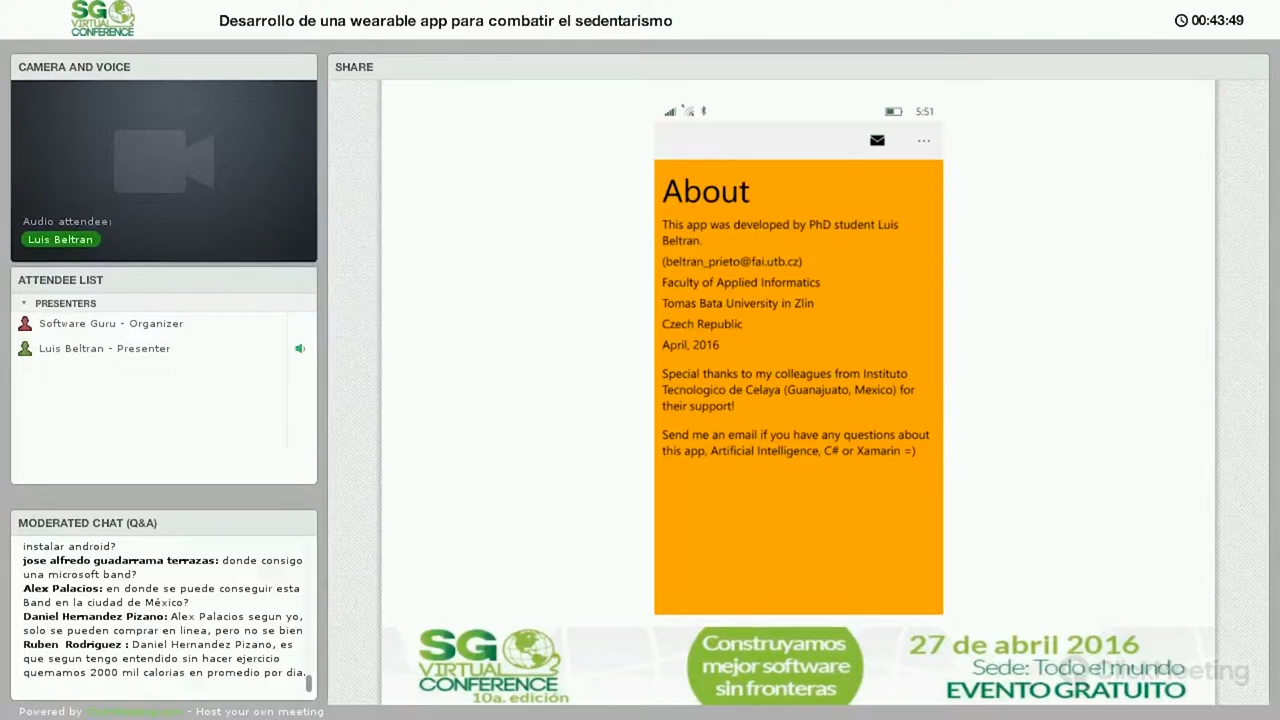 SG
VIRTUAL
CONFERENCE
Desarrollo de una wearable app para combatir el sedentarismo
00:43:49
CAMERA AND VOICE
Audio attendee:
Luis Beltran
ATTENDEE LIST
PRESENTERS
Software Guru - Organizer
Luis Beltran - Presenter
MODERATED CHAT (Q&A)
instalar android?
jose alfredo guadarrama terrazas: donde consigo
una microsoft band?
Alex Palacios: en donde se puede conseguir esta
Band en la ciudad de México?
Daniel Hernandez Pizano: Alex Palacios segun yo,
solo se pueden comprar en linea, pero no se bien
Ruben Rodriguez : Daniel Hernandez Pizano, es
que segun tengo entendido sin hacer ejercicio
quemamos 2000 mil calorias en promedio por dia.
Powered by ClickMeeting.com - Host your own meeting
SHARE
5:51
...
About
This app was developed by PhD student Luis
Beltran.
(beltran_prieto@fai.utb.cz)
Faculty of Applied Informatics
Tomas Bata University in Zlin
Czech Republic
April, 2016
Special thanks to my colleagues from Instituto
Tecnologico de Celaya (Guanajuato, Mexico) for
their support!
Send me an email if you have any questions about
this app, Artificial Intelligence, C# or Xamarin =)
SG
VIRTUAL
CONFERENCE
10a. edición
Construyamos
mejor software
sin fronteras
27 de abril 2016
Sede: Todo el mundo
EVENTO GRATUITO
ClickMeeting